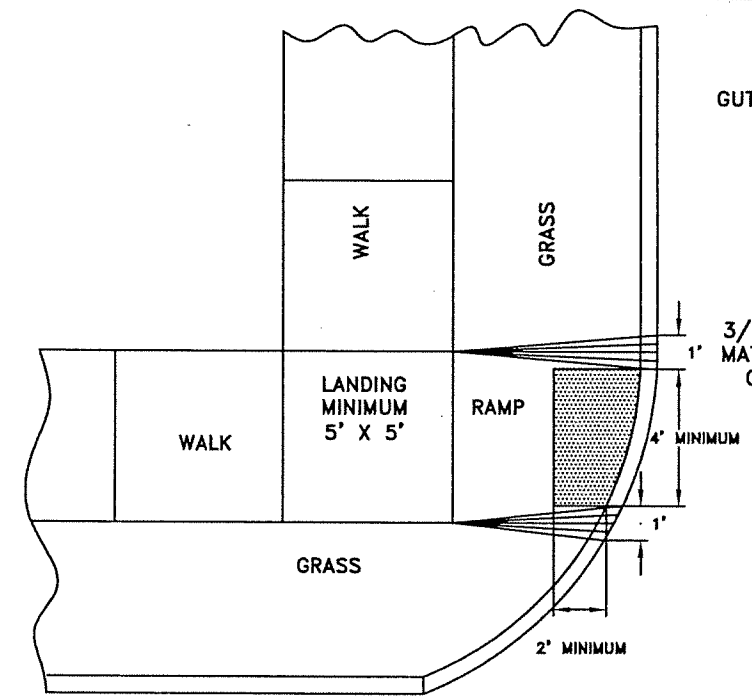 GUT
WALK
GRASS
3/
1'
MAT
LANDING
MINIMUM
5' X 5'
RAMP
WALK
4' MINIMUM
1'
GRASS
2' MINIMUM